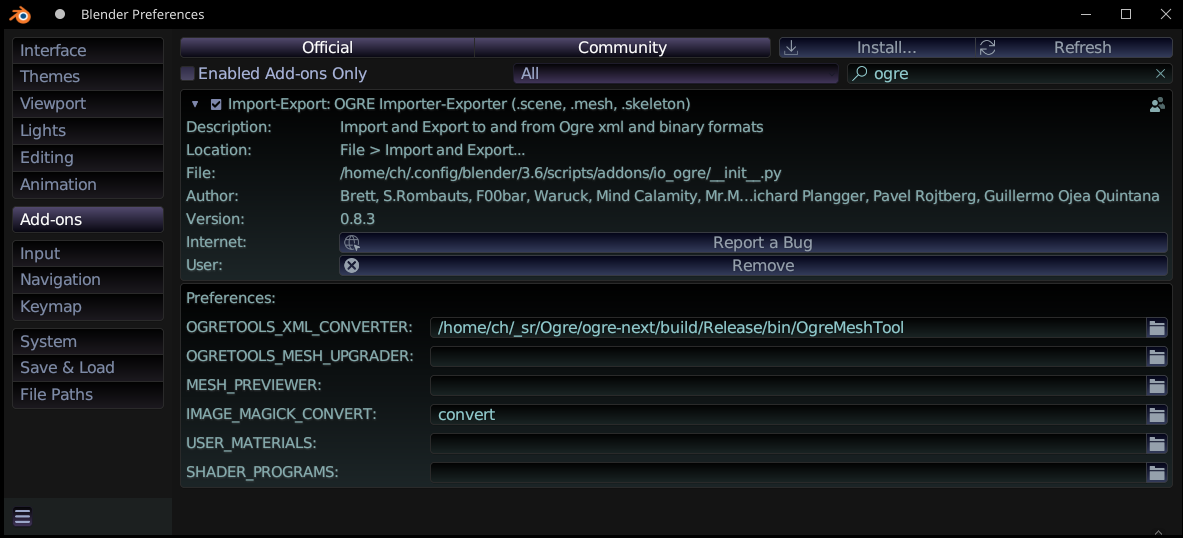 Blender Preferences
Interface
Themes
Viewport
Lights
Editing
Animation
Add-ons
Input
Navigation
Keymap
System
Save & Load
File Paths
Official Community Install... Refresh
Enabled Add-ons Only All ogre
Import-Export: OGRE Importer-Exporter (.scene, .mesh, .skeleton)
Description: Import and Export to and from Ogre xml and binary formats
Location: File > Import and Export...
File: /home/ch/.config/blender/3.6/scripts/addons/io_ogre/__init__.py
Author: Brett, S.Rombauts, F00bar, Waruck, Mind Calamity, Mr.M...ichard Plangger, Pavel Rojtberg, Guillermo Ojea Quintana
Version: 0.8.3
Internet: Report a Bug
User: Remove
Preferences:
OGRETOOLS_XML_CONVERTER: /home/ch/_sr/Ogre/ogre-next/build/Release/bin/OgreMeshTool
OGRETOOLS_MESH_UPGRADER:
MESH_PREVIEWER:
IMAGE_MAGICK_CONVERT: convert
USER_MATERIALS:
SHADER_PROGRAMS: